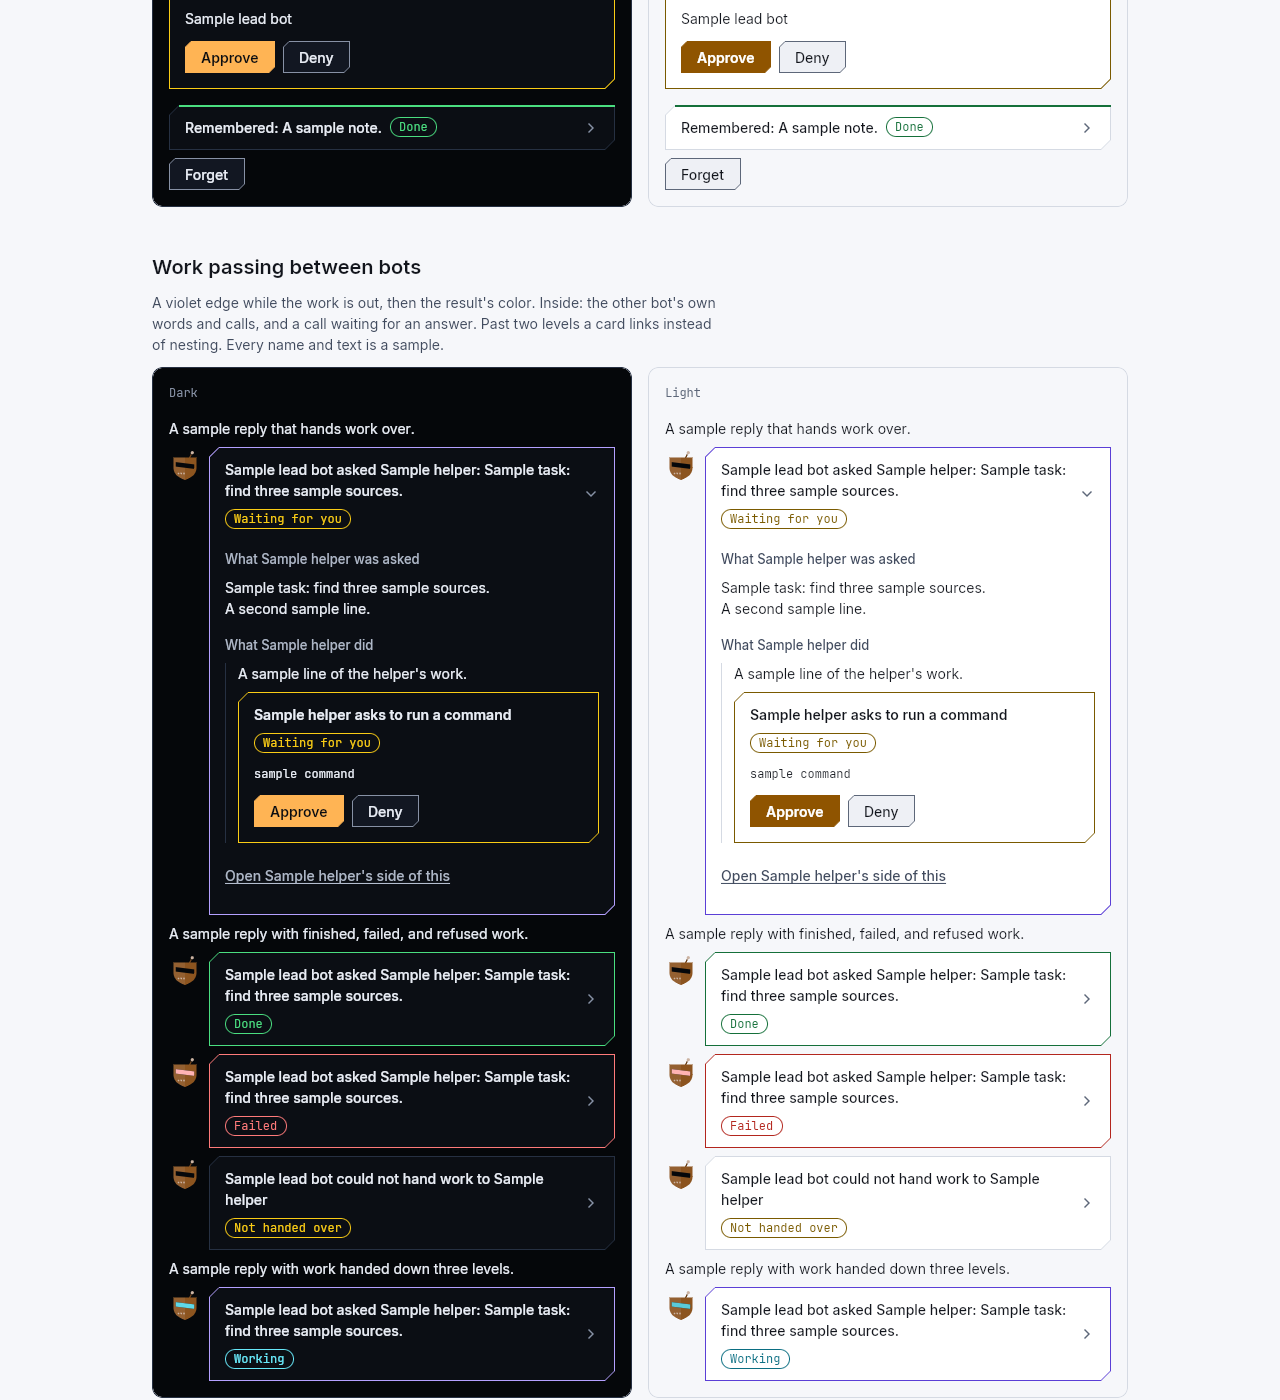 Sample lead bot
Approve
Deny
Remembered: A sample note.
Done
Forget
Sample lead bot
Approve
Deny
Remembered: A sample note.
Done
Forget
Work passing between bots
A violet edge while the work is out, then the result's color. Inside: the other bot's own
words and calls, and a call waiting for an answer. Past two levels a card links instead
of nesting. Every name and text is a sample.
Dark
A sample reply that hands work over.
Sample lead bot asked Sample helper: Sample task:
find three sample sources.
Waiting for you
What Sample helper was asked
Sample task: find three sample sources.
A second sample line.
What Sample helper did
A sample line of the helper's work.
Sample helper asks to run a command
Waiting for you
sample command
Approve
Deny
Open Sample helper's side of this
A sample reply with finished, failed, and refused work.
Sample lead bot asked Sample helper: Sample task:
find three sample sources.
Done
Sample lead bot asked Sample helper: Sample task:
find three sample sources.
Failed
Sample lead bot could not hand work to Sample
helper
Not handed over
A sample reply with work handed down three levels.
Sample lead bot asked Sample helper: Sample task:
find three sample sources.
Working
Light
A sample reply that hands work over.
Sample lead bot asked Sample helper: Sample task:
find three sample sources.
Waiting for you
What Sample helper was asked
Sample task: find three sample sources.
A second sample line.
What Sample helper did
A sample line of the helper's work.
Sample helper asks to run a command
Waiting for you
sample command
Approve
Deny
Open Sample helper's side of this
A sample reply with finished, failed, and refused work.
Sample lead bot asked Sample helper: Sample task:
find three sample sources.
Done
Sample lead bot asked Sample helper: Sample task:
find three sample sources.
Failed
Sample lead bot could not hand work to Sample
helper
Not handed over
A sample reply with work handed down three levels.
Sample lead bot asked Sample helper: Sample task:
find three sample sources.
Working